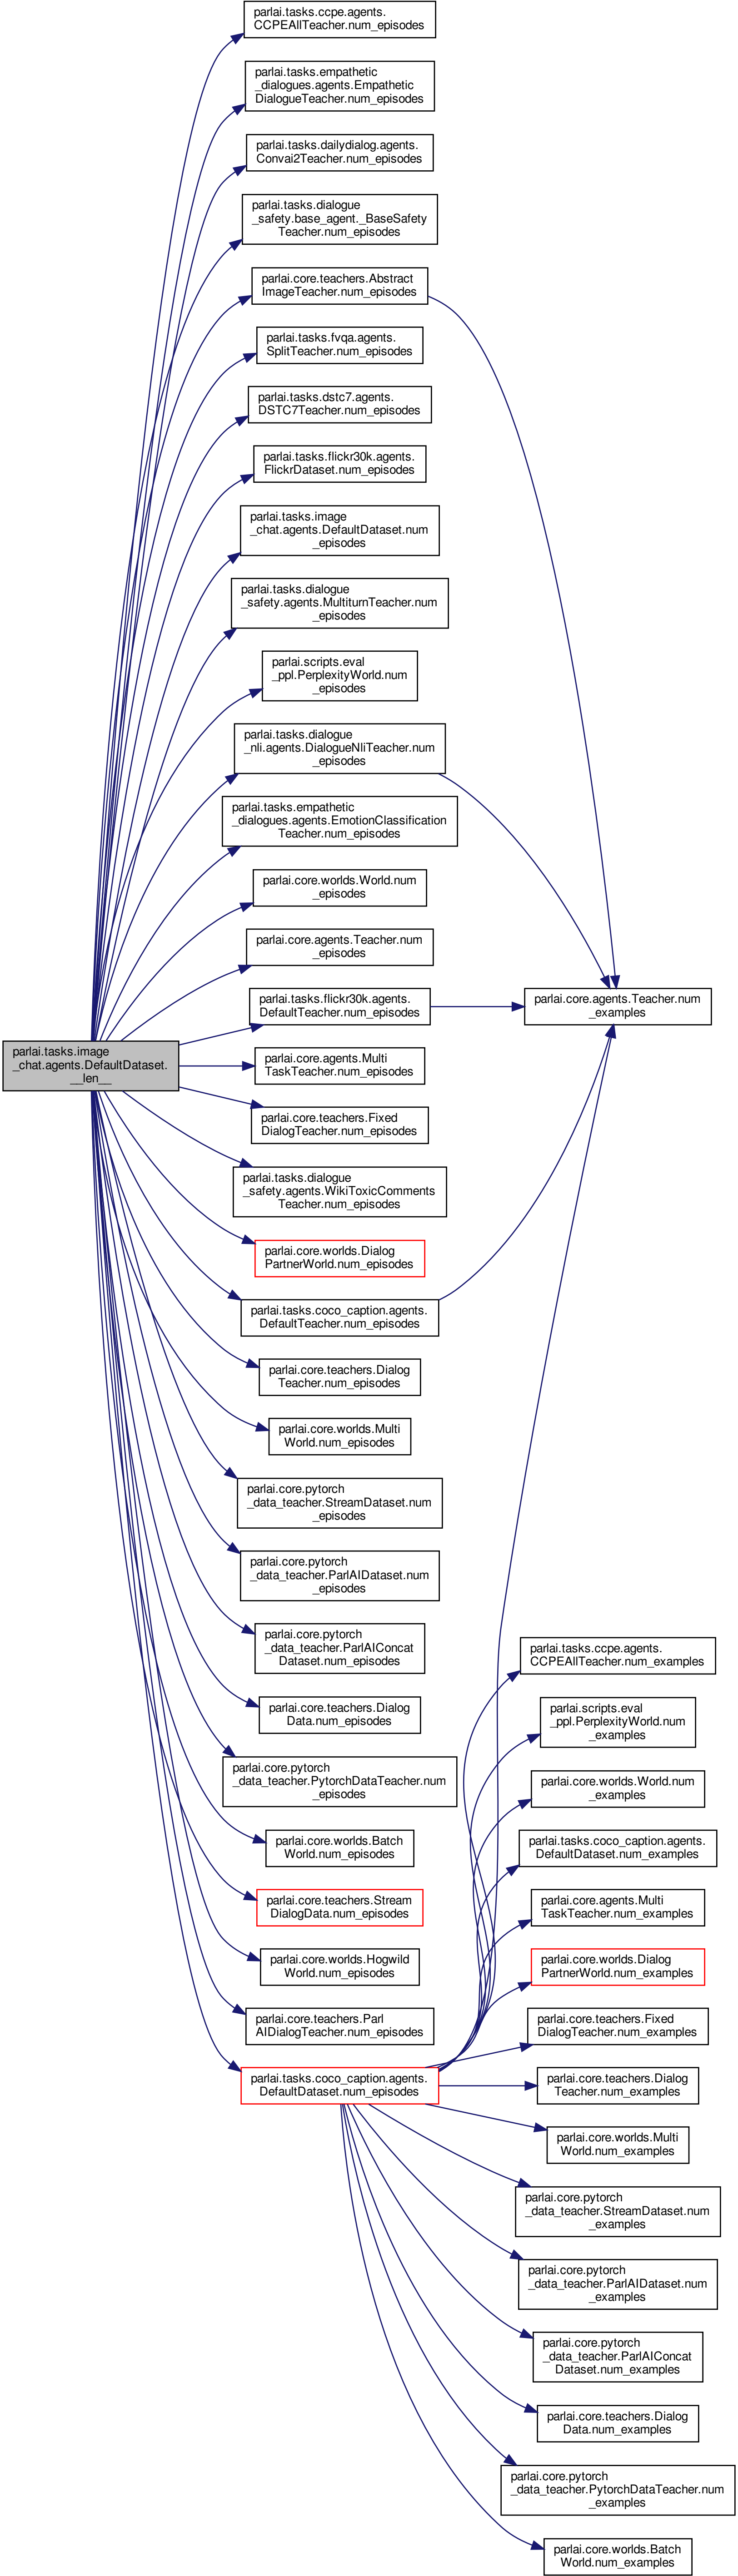 parlai.tasks.ccpe.agents.
CCPEAllTeacher.num_episodes
parlai.tasks.empathetic
_dialogues.agents.Empathetic
DialogueTeacher.num_episodes
parlai.tasks.dailydialog.agents.
Convai2Teacher.num_episodes
parlai.tasks.dialogue
_safety.base_agent._BaseSafety
Teacher.num_episodes
parlai.core.teachers.Abstract
ImageTeacher.num_episodes
parlai.tasks.fvqa.agents.
SplitTeacher.num_episodes
parlai.tasks.dstc7.agents.
DSTC7Teacher.num_episodes
parlai.tasks.flickr30k.agents.
FlickrDataset.num_episodes
parlai.tasks.image
_chat.agents.DefaultDataset.num
_episodes
parlai.tasks.dialogue
_safety.agents.MultiturnTeacher.num
_episodes
parlai.scripts.eval
_ppl.PerplexityWorld.num
_episodes
parlai.tasks.dialogue
_nli.agents.DialogueNliTeacher.num
_episodes
parlai.tasks.empathetic
_dialogues.agents.EmotionClassification
Teacher.num_episodes
parlai.core.worlds.World.num
_episodes
parlai.core.agents.Teacher.num
_episodes
parlai.tasks.flickr30k.agents.
DefaultTeacher.num_episodes
parlai.core.agents.Teacher.num
_examples
parlai.tasks.image
_chat.agents.DefaultDataset.
__len__
parlai.core.agents.Multi
TaskTeacher.num_episodes
parlai.core.teachers.Fixed
DialogTeacher.num_episodes
parlai.tasks.dialogue
_safety.agents.WikiToxicComments
Teacher.num_episodes
parlai.core.worlds.Dialog
PartnerWorld.num_episodes
parlai.tasks.coco_caption.agents.
DefaultTeacher.num_episodes
parlai.core.teachers.Dialog
Teacher.num_episodes
parlai.core.worlds.Multi
World.num_episodes
parlai.core.pytorch
_data_teacher.StreamDataset.num
_episodes
parlai.core.pytorch
_data_teacher.ParlAIDataset.num
_episodes
parlai.core.pytorch
_data_teacher.ParlAIConcat
Dataset.num_episodes
parlai.core.teachers.Dialog
Data.num_episodes
parlai.core.pytorch
_data_teacher.PytorchDataTeacher.num
_episodes
parlai.core.worlds.Batch
World.num_episodes
parlai.core.teachers.Stream
DialogData.num_episodes
parlai.core.worlds.Hogwild
World.num_episodes
parlai.core.teachers.Parl
AIDialogTeacher.num_episodes
parlai.tasks.coco_caption.agents.
DefaultDataset.num_episodes
parlai.tasks.ccpe.agents.
CCPEAllTeacher.num_examples
parlai.scripts.eval
_ppl.PerplexityWorld.num
_examples
parlai.core.worlds.World.num
_examples
parlai.tasks.coco_caption.agents.
DefaultDataset.num_examples
parlai.core.agents.Multi
TaskTeacher.num_examples
parlai.core.worlds.Dialog
PartnerWorld.num_examples
parlai.core.teachers.Fixed
DialogTeacher.num_examples
parlai.core.teachers.Dialog
Teacher.num_examples
parlai.core.worlds.Multi
World.num_examples
parlai.core.pytorch
_data_teacher.StreamDataset.num
_examples
parlai.core.pytorch
_data_teacher.ParlAIDataset.num
_examples
parlai.core.pytorch
_data_teacher.ParlAIConcat
Dataset.num_examples
parlai.core.teachers.Dialog
Data.num_examples
parlai.core.pytorch
_data_teacher.PytorchDataTeacher.num
_examples
parlai.core.worlds.Batch
World.num_examples